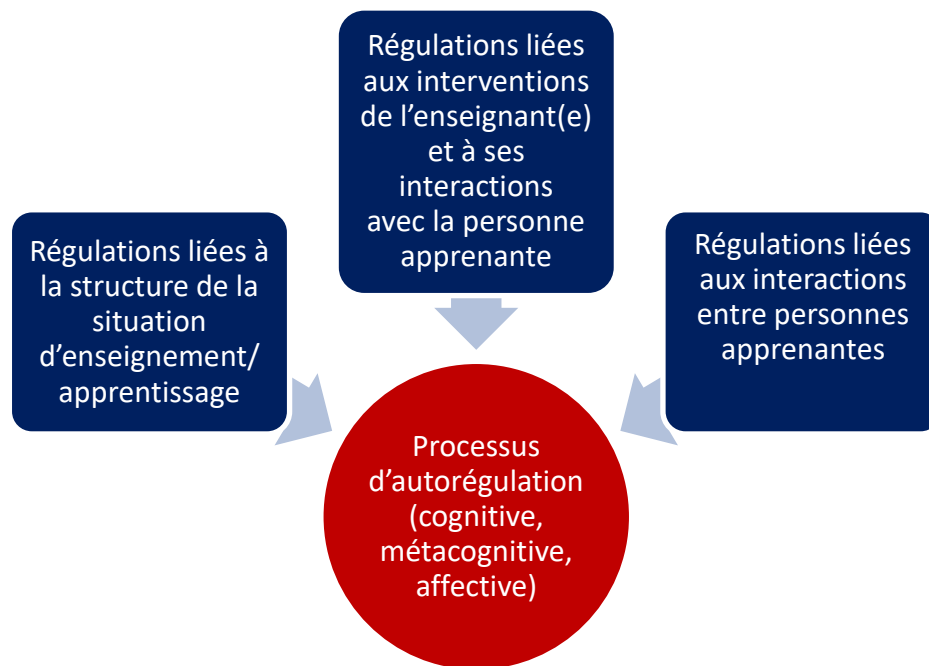 Régulations liées
aux interventions
de l’enseignant(e)
et à ses
interactions
avec la personne
apprenante
Régulations liées à
la structure de la
situation
d’enseignement/
apprentissage
Régulations liées
aux interactions
entre personnes
apprenantes
Processus
d’autorégulation
(cognitive,
métacognitive,
affective)